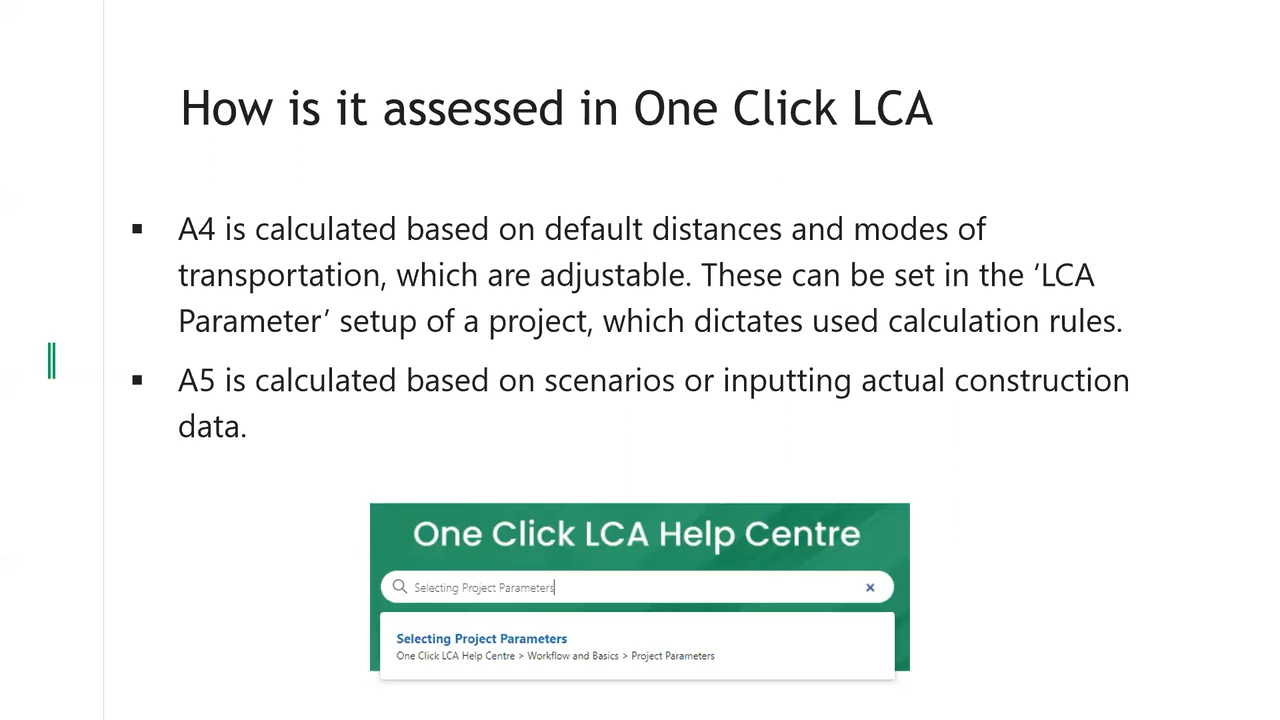 How is it assessed in One Click LCA
▪ A4 is calculated based on default distances and modes of
transportation, which are adjustable. These can be set in the ’LCA
Parameter’ setup of a project, which dictates used calculation rules.
▪ A5 is calculated based on scenarios or inputting actual construction
data.
One Click LCA Help Centre
Selecting Project Parameters
Selecting Project Parameters
One Click LCA Help Centre > Workflow and Basics > Project Parameters